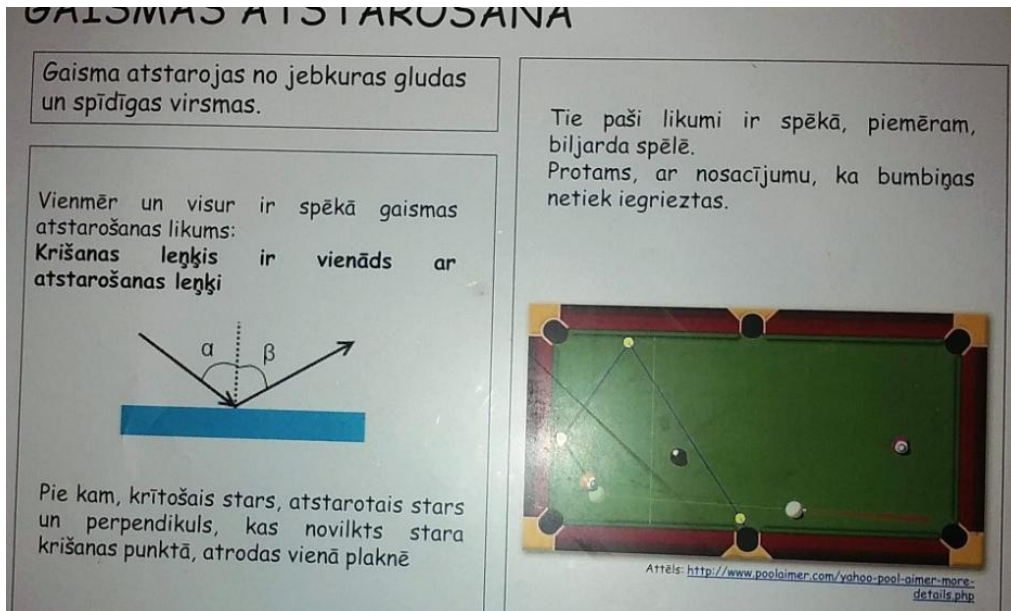 GAISMAS ATSTAROŠANA
Gaisma atstarojas no jebkuras gludas
un spīdīgas virsmas.
Vienmēr un visur ir spēkā gaismas
atstarošanas likums:
Krišanas leņķis ir vienāds ar
atstarošanas leņķi
α β
Pie kam, krītošais stars, atstarotais stars
un perpendikuls, kas novilkts stara
krišanas punktā, atrodas vienā plaknē
Tie paši likumi ir spēkā, piemēram,
biljarda spēlē.
Protams, ar nosacījumu, ka bumbiņas
netiek iegrieztas.
Attēls: http://www.poolaimer.com/yahoo-pool-aimer-more-
details.php